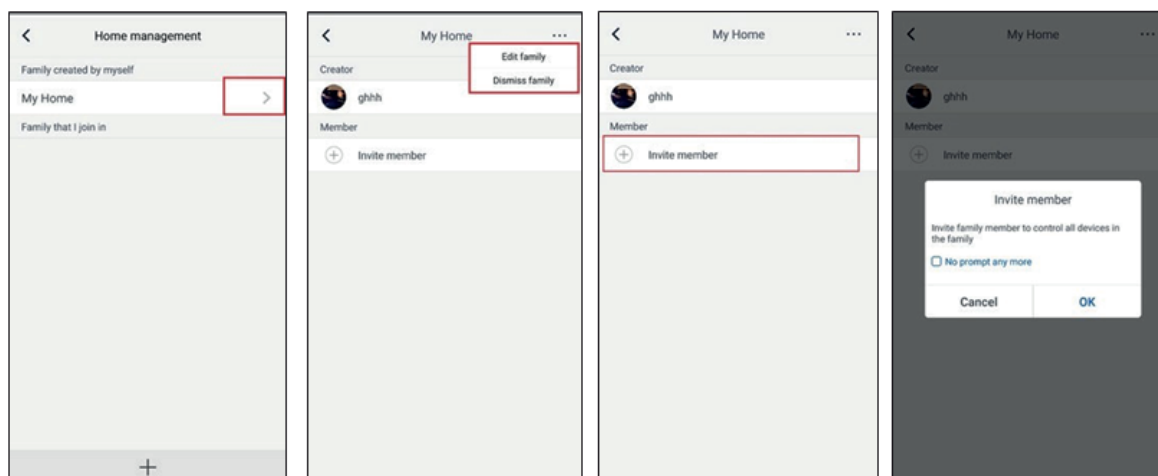 Home management
Family created by myself
My Home
Family that I join in
My Home
Edit family
Dismiss family
Creator
ghhh
Member
Invite member
My Home
Creator
ghhh
Member
Invite member
My Home
Creator
ghhh
Member
Invite member
Invite member
Invite family member to control all devices in
the family
No prompt any more
Cancel
OK